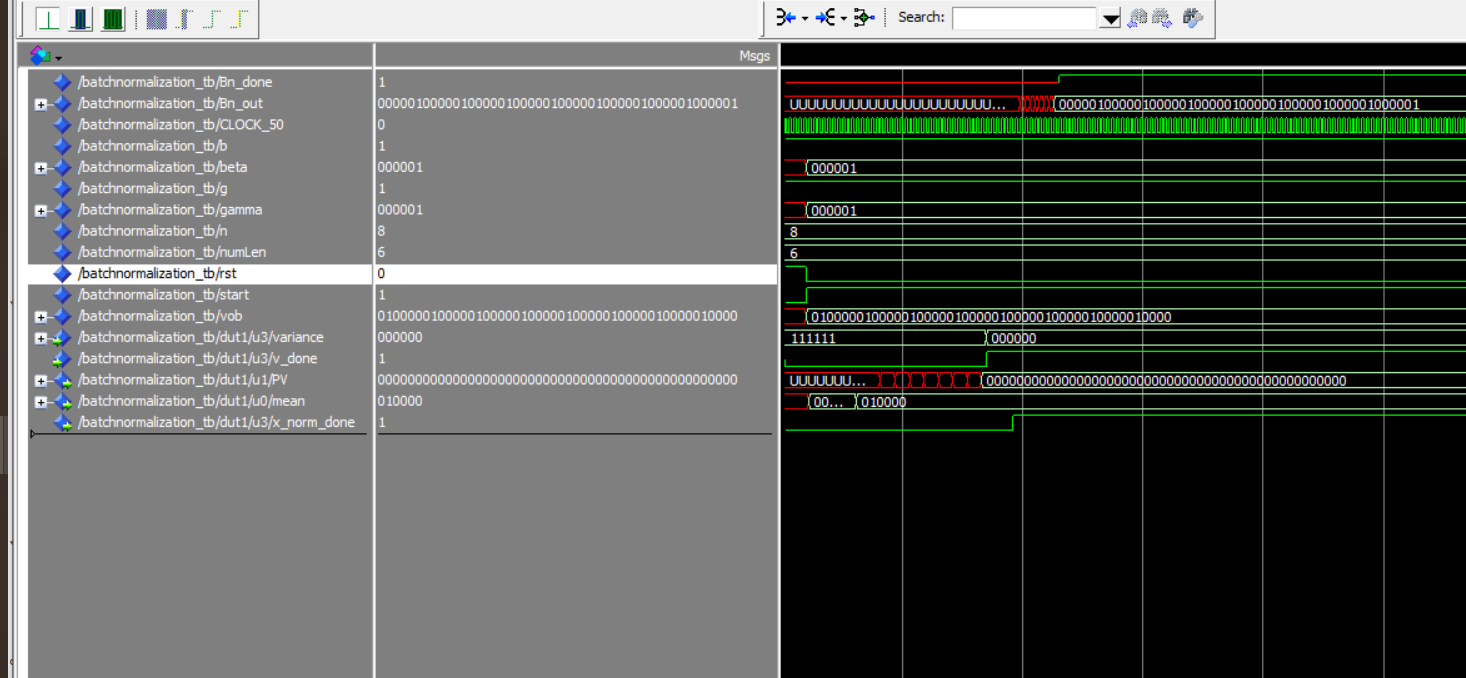 Search:
Msgs
/batchnormalization_tb/Bn_done 1
/batchnormalization_tb/Bn_out 000001000001000001000001000001000001000001000001 UUUUUUUUUUUUUUUUUUUUUUUU... 000001000001000001000001000001000001000001000001
/batchnormalization_tb/CLOCK_50 0
/batchnormalization_tb/b 1
/batchnormalization_tb/beta 000001 000001
/batchnormalization_tb/g 1
/batchnormalization_tb/gamma 000001 000001
/batchnormalization_tb/n 8 8
/batchnormalization_tb/numLen 6 6
/batchnormalization_tb/rst 0
/batchnormalization_tb/start 1
/batchnormalization_tb/vob 010000010000010000010000010000010000010000010000 010000010000010000010000010000010000010000010000
/batchnormalization_tb/dut1/u3/variance 000000 111111 000000
/batchnormalization_tb/dut1/u3/v_done 1
/batchnormalization_tb/dut1/u1/PV 000000000000000000000000000000000000000000000000 UUUUUUU... 000000000000000000000000000000000000000000000000
/batchnormalization_tb/dut1/u0/mean 010000 00... 010000
/batchnormalization_tb/dut1/u3/x_norm_done 1